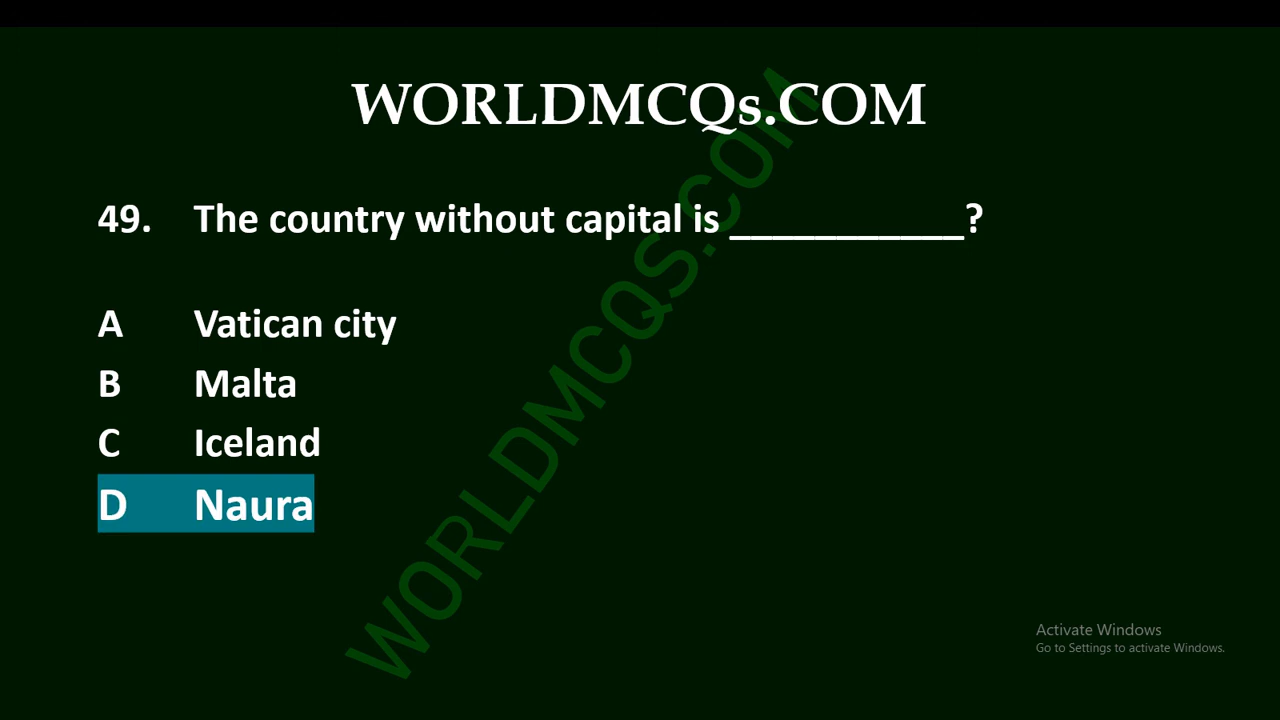 WORLDMCQs.COM
49. The country without capital is ___________?
A Vatican city
B Malta
C Iceland
D Naura
WORLDMCQS.COM
Activate Windows
Go to Settings to activate Windows.